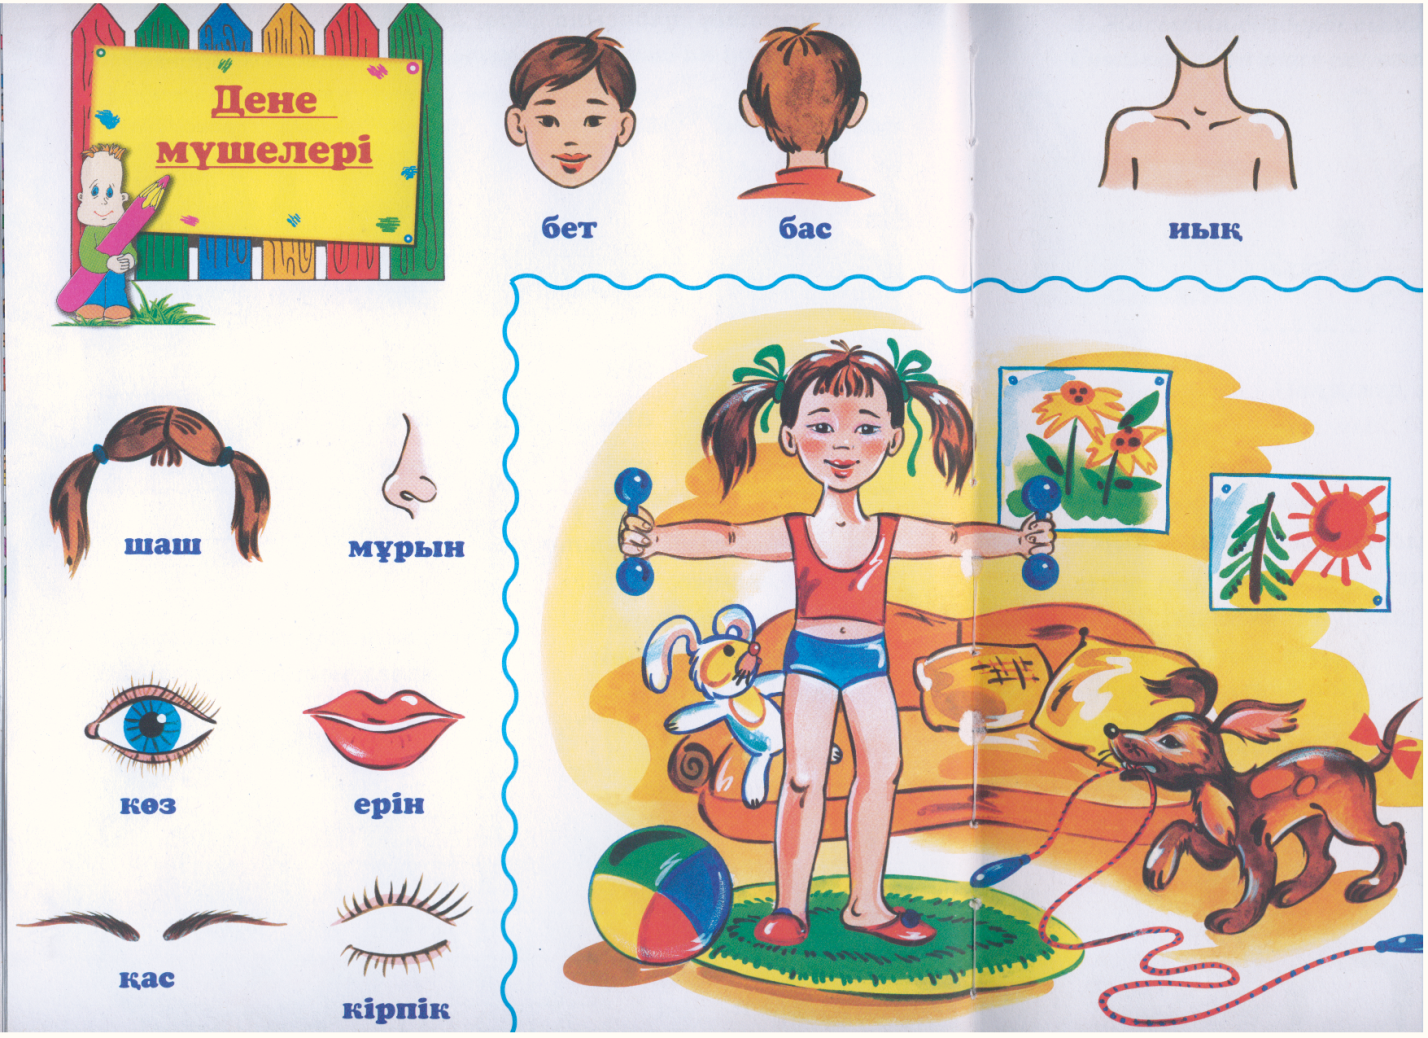 Дене
мүшелері
бет
бас
иық
шаш
мұрын
көз
ерін
қас
кірпік